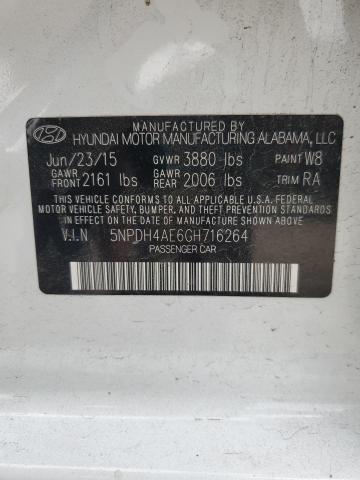 MANUFACTURED BY
HYUNDAI MOTOR MANUFACTURING ALABAMA, LLC
Jun/23/15 GVWR 3880 lbs PAINT W8
GAWR FRONT 2161 lbs GAWR REAR 2006 lbs TRIM RA
THIS VEHICLE CONFORMS TO ALL APPLICABLE U.S.A. FEDERAL
MOTOR VEHICLE SAFETY, BUMPER, AND THEFT PREVENTION STANDARDS
IN EFFECT ON THE DATE OF MANUFACTURE SHOWN ABOVE.
V.I.N 5NPDH4AE6GH716264
PASSENGER CAR